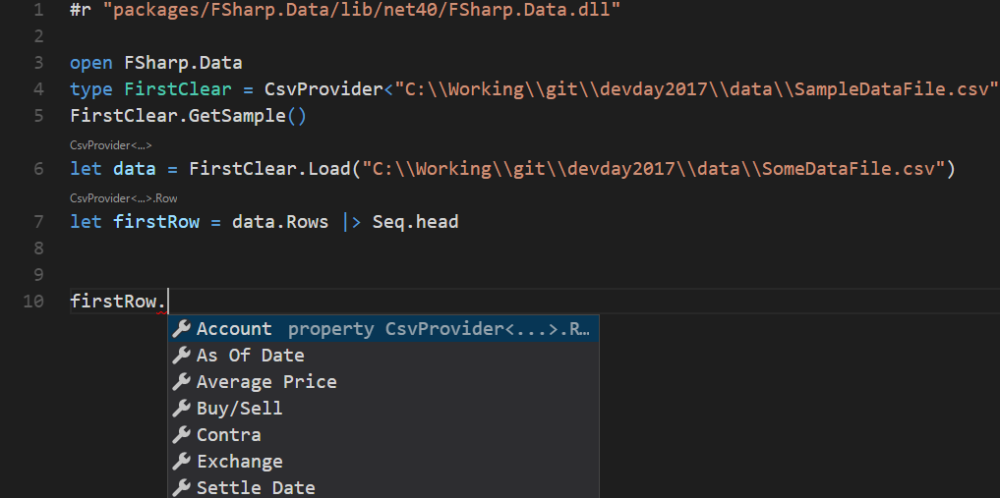 1 #r "packages/FSharp.Data/lib/net40/FSharp.Data.dll"
2
3 open FSharp.Data
4 type FirstClear = CsvProvider<"C:\\Working\\git\\devday2017\\data\\SampleDataFile.csv"
5 FirstClear.GetSample()
CsvProvider<...>
6 let data = FirstClear.Load("C:\\Working\\git\\devday2017\\data\\SomeDataFile.csv")
CsvProvider<...>.Row
7 let firstRow = data.Rows |> Seq.head
8
9
10 firstRow.
Account property CsvProvider<...>.R…
As Of Date
Average Price
Buy/Sell
Contra
Exchange
Settle Date